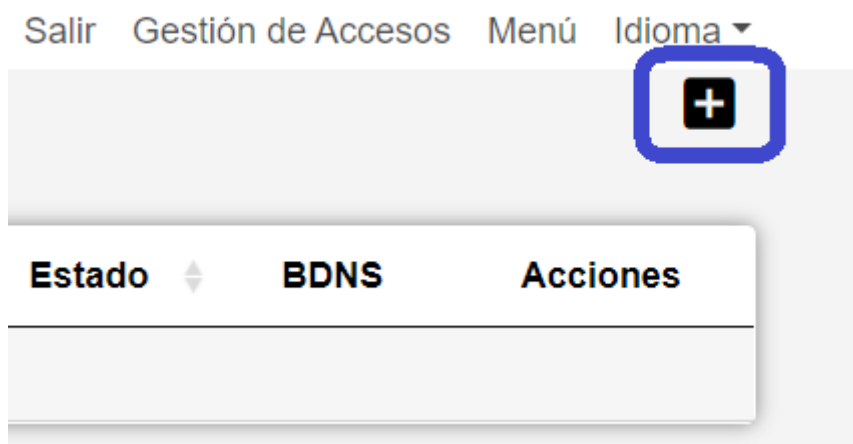 Salir Gestión de Accesos Menú Idioma
Estado BDNS Acciones